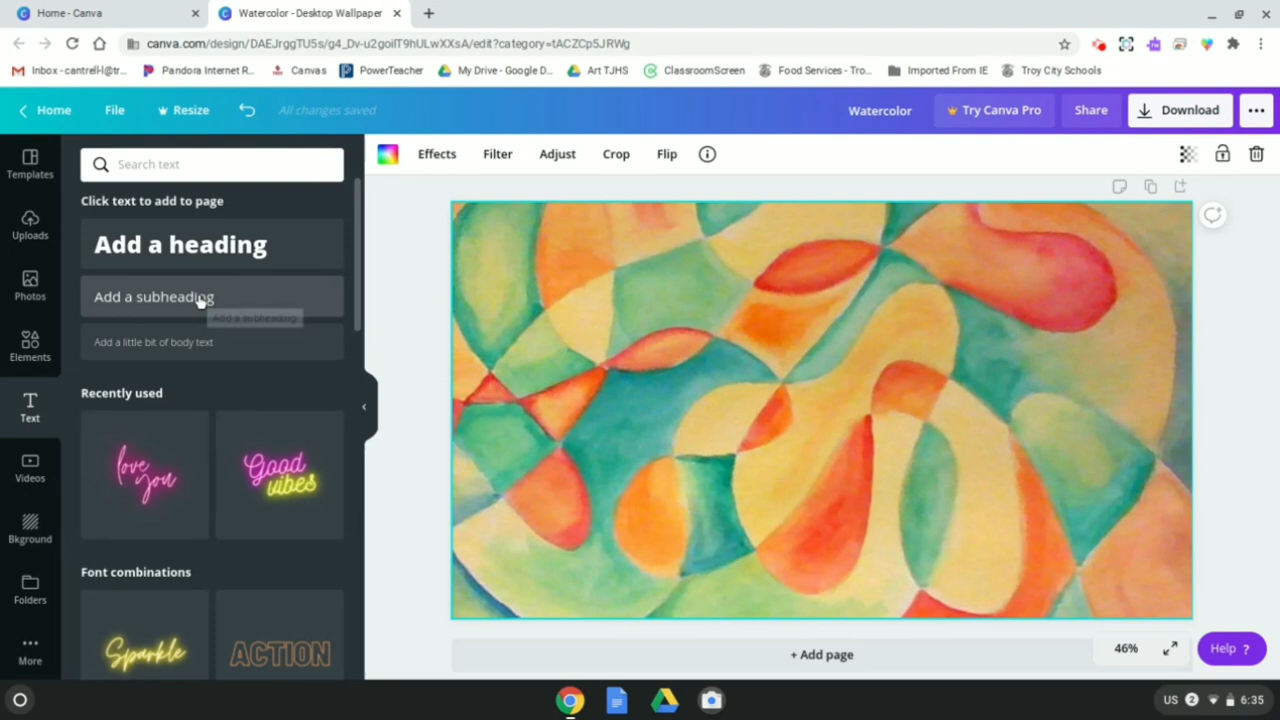 Home - Canva
Watercolor - Desktop Wallpaper
canva.com/design/DAEJrggTU5s/g4_Dv-u2goilT9hULwXXsA/edit?category=tACZCp5JRWg
Inbox - cantrell-l@tr...
Pandora Internet R...
Canvas
PowerTeacher
My Drive - Google D...
Art TJHS
ClassroomScreen
Food Services - Tro...
Imported From IE
Troy City Schools
Home
File
Resize
All changes saved
Watercolor
Try Canva Pro
Share
Download
Templates
Uploads
Photos
Elements
Text
Videos
Bkground
Folders
More
Search text
Click text to add to page
Add a heading
Add a subheading
Add a subheading
Add a little bit of body text
Recently used
love you
Good vibes
Font combinations
Sparkle
ACTION
Effects
Filter
Adjust
Crop
Flip
+ Add page
46%
Help ?
US
2
6:35